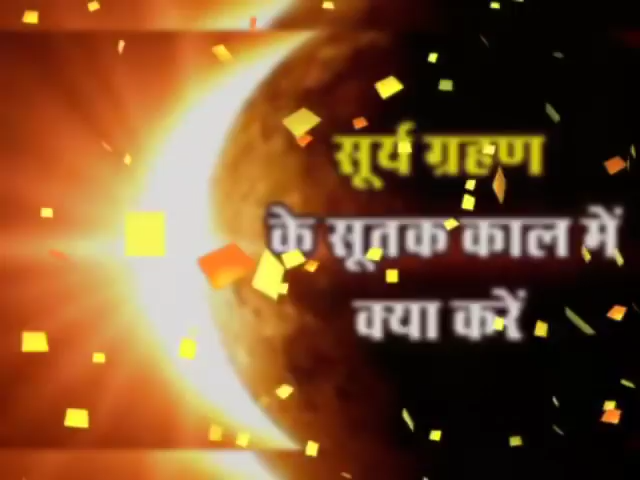 सूर्य ग्रहण
के सूतक काल में
क्या करें